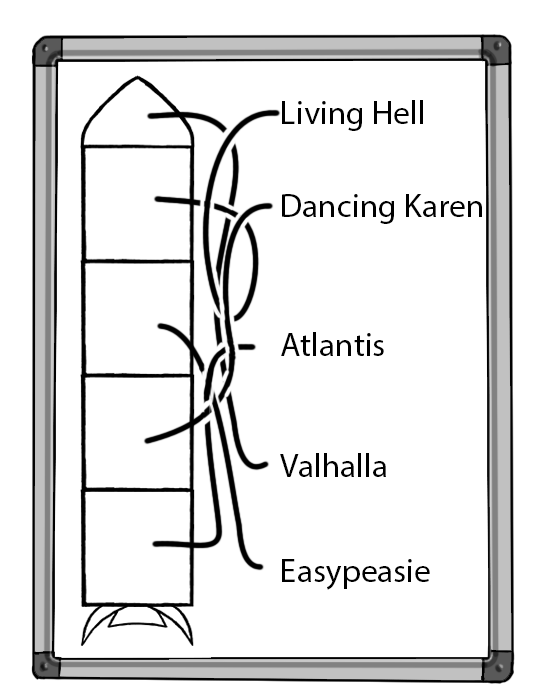 Living Hell
Dancing Karen
Atlantis
Valhalla
Easypeasie